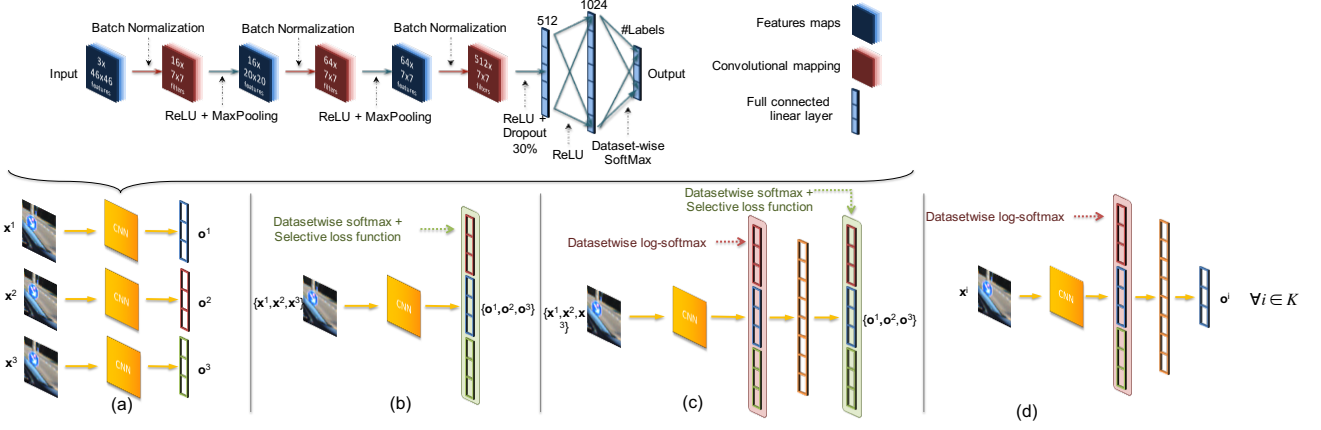 Batch Normalization
Batch Normalization
Batch Normalization
512
1024
#Labels
Input
3x
46x46
features
16x
7x7
filters
16x
20x20
features
64x
7x7
filters
64x
7x7
features
512x
7x7
filters
Output
ReLU + MaxPooling
ReLU + MaxPooling
ReLU +
Dropout
30%
ReLU
Dataset-wise
SoftMax
Features maps
Convolutional mapping
Full connected
linear layer
x1
CNN
o1
x2
CNN
o2
x3
CNN
o3
(a)
Datasetwise softmax +
Selective loss function
{x1,x2,x3}
CNN
{o1,o2,o3}
(b)
Datasetwise softmax +
Selective loss function
Datasetwise log-softmax
{x1,x2,x
3}
CNN
{o1,o2,o3}
(c)
Datasetwise log-softmax
xi
CNN
oj
∀i ∈ K
(d)